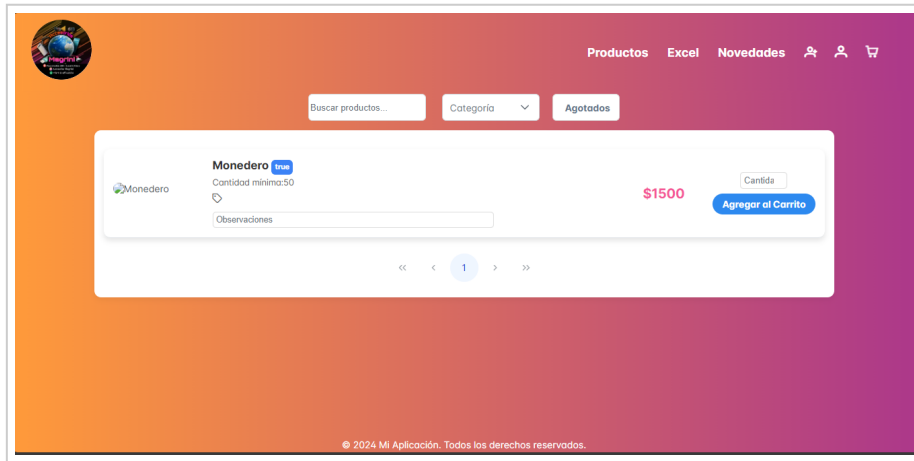 Magrini
Productos Excel Novedades
Buscar productos... Categoría Agotados
Monedero true
Cantidad mínima:50
Monedero
Observaciones
$1500
Cantida
Agregar al Carrito
<< < 1 > >>
© 2024 Mi Aplicación. Todos los derechos reservados.